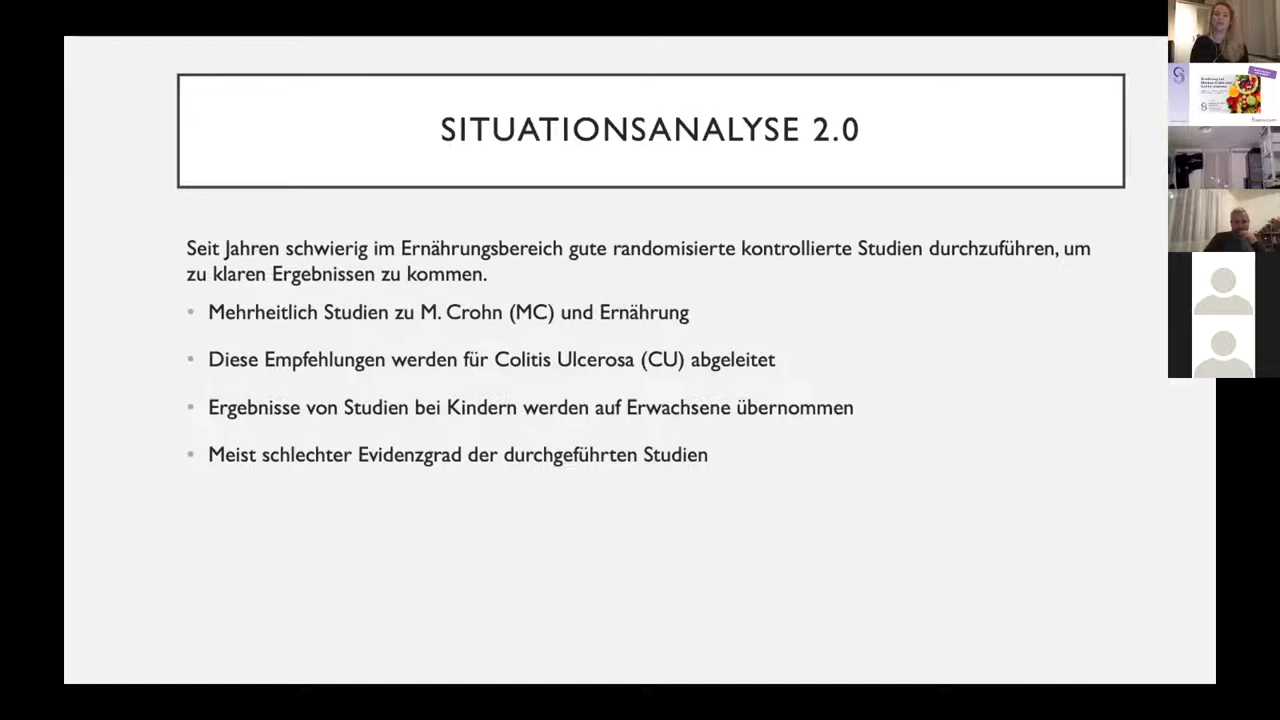 SITUATIONSANALYSE 2.0
Seit Jahren schwierig im Ernährungsbereich gute randomisierte kontrollierte Studien durchzuführen, um
zu klaren Ergebnissen zu kommen.
• Mehrheitlich Studien zu M. Crohn (MC) und Ernährung
• Diese Empfehlungen werden für Colitis Ulcerosa (CU) abgeleitet
• Ergebnisse von Studien bei Kindern werden auf Erwachsene übernommen
• Meist schlechter Evidenzgrad der durchgeführten Studien